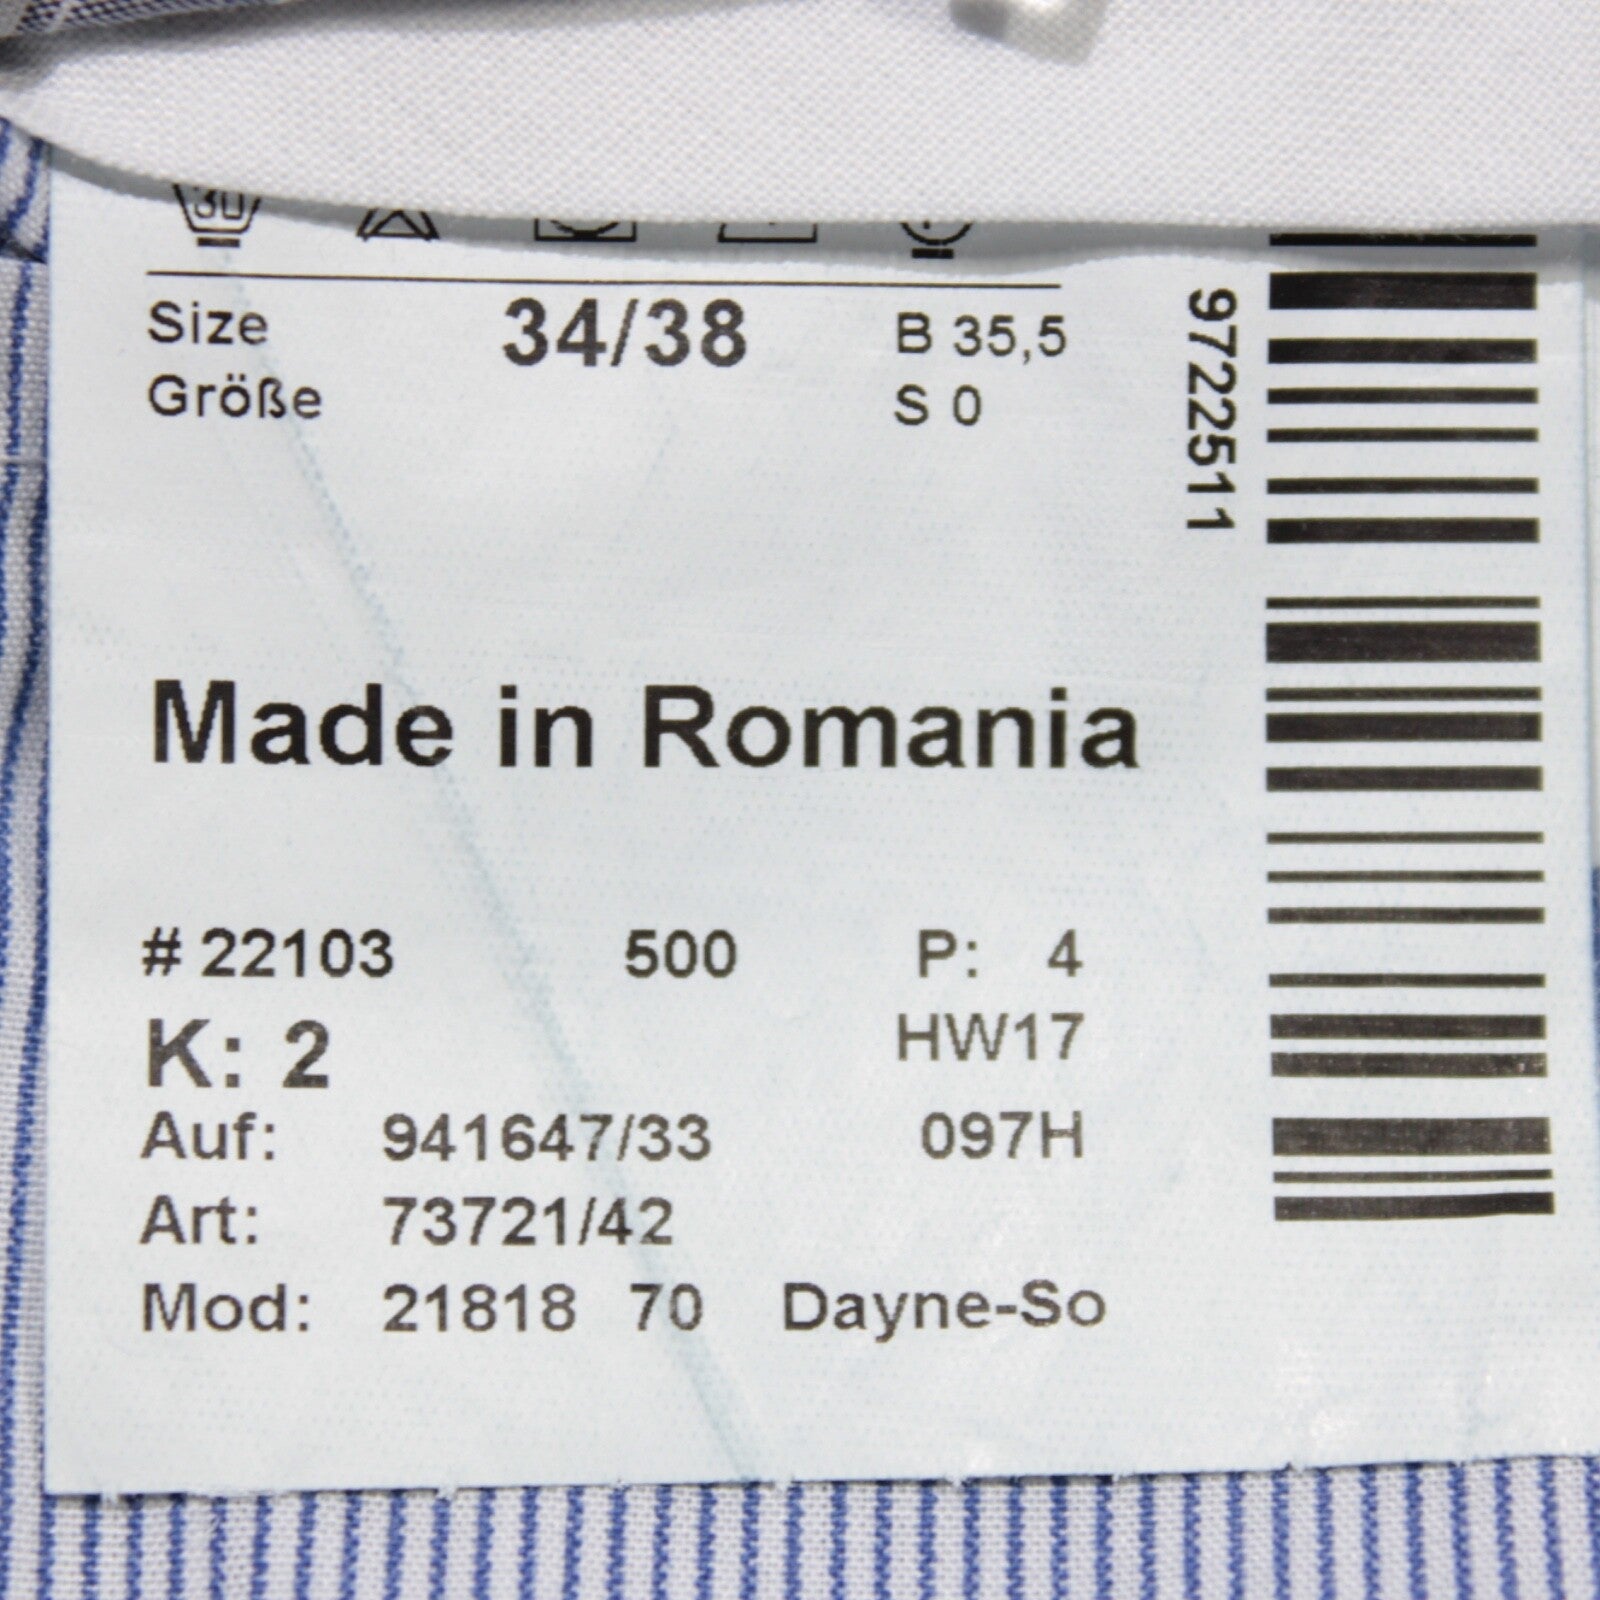 30
Size 34/38 B 35,5
Größe S 0
9722511
Made in Romania
# 22103 500 P: 4
K: 2 HW17
Auf: 941647/33 097H
Art: 73721/42
Mod: 21818 70 Dayne-So